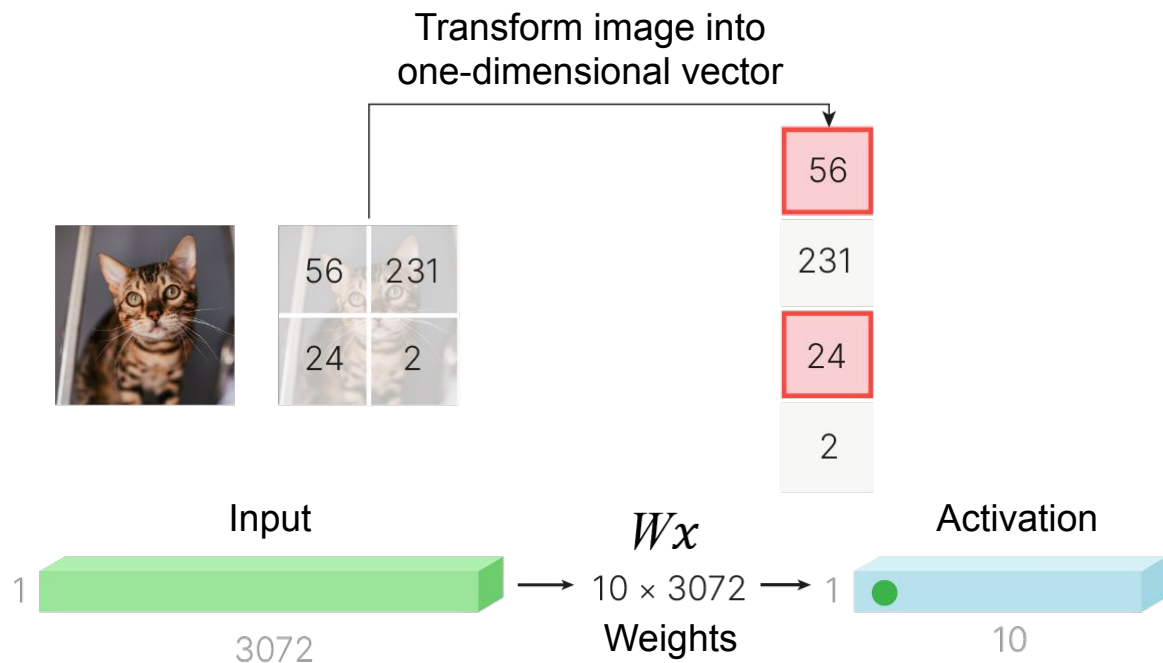 Transform image into
one-dimensional vector
56
231
24
2
56 231
24 2
Input
Wx
Activation
1
10 × 3072
1
3072
Weights
10